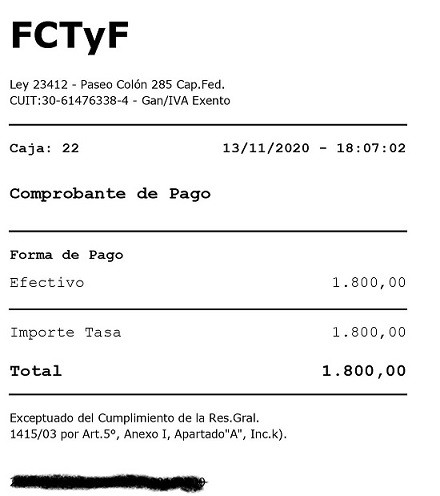 FCTyF
Ley 23412 - Paseo Colón 285 Cap.Fed.
CUIT:30-61476338-4 - Gan/IVA Exento
Caja: 22 13/11/2020 - 18:07:02
Comprobante de Pago
Forma de Pago
Efectivo 1.800,00
Importe Tasa 1.800,00
Total 1.800,00
Exceptuado del Cumplimiento de la Res.Gral.
1415/03 por Art.5º, Anexo I, Apartado"A", Inc.k).